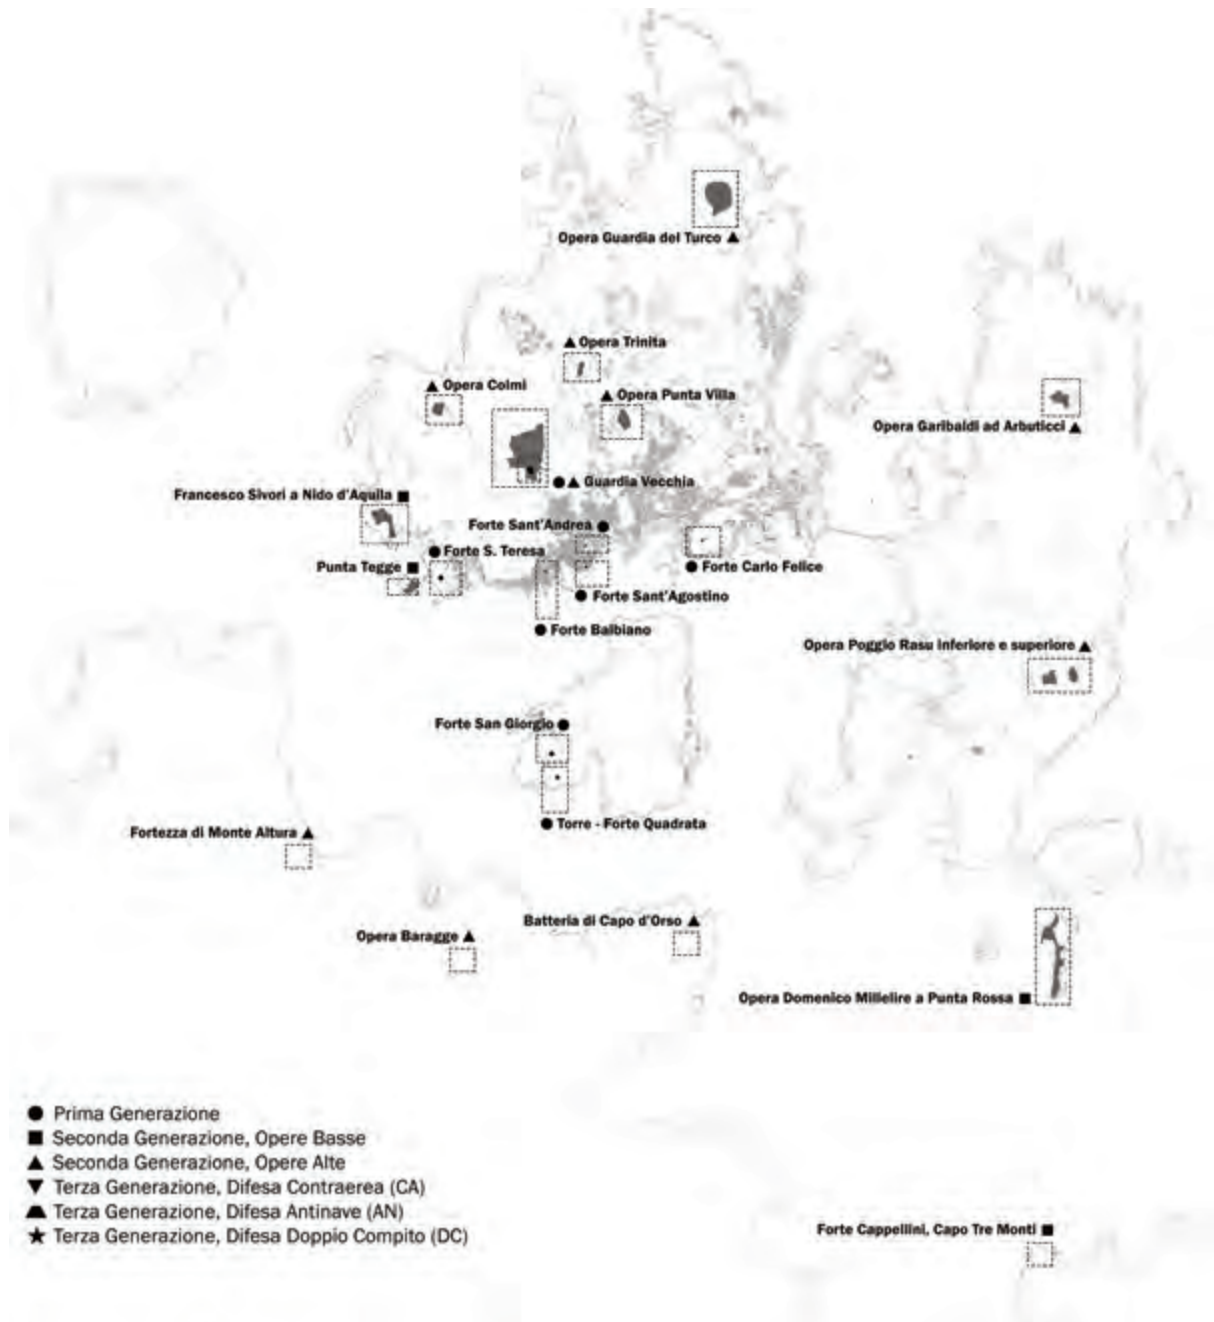 Opera Guardia del Turco
Opera Trinita
Opera Colmi
Opera Punta Villa
Opera Garibaldi ad Arbuticci
Guardia Vecchia
Francesco Sivori a Nido d'Aquila
Forte Sant'Andrea
Forte S. Teresa
Punta Tegge
Forte Carlo Felice
Forte Sant'Agostino
Forte Balbiano
Opera Poggio Rasu inferiore e superiore
Forte San Giorgio
Torre - Forte Quadrata
Fortezza di Monte Altura
Batteria di Capo d'Orso
Opera Baragge
Opera Domenico Millelire a Punta Rossa
Prima Generazione
Seconda Generazione, Opere Basse
Seconda Generazione, Opere Alte
Terza Generazione, Difesa Contraerea (CA)
Terza Generazione, Difesa Antinave (AN)
Terza Generazione, Difesa Doppio Compito (DC)
Forte Cappellini, Capo Tre Monti